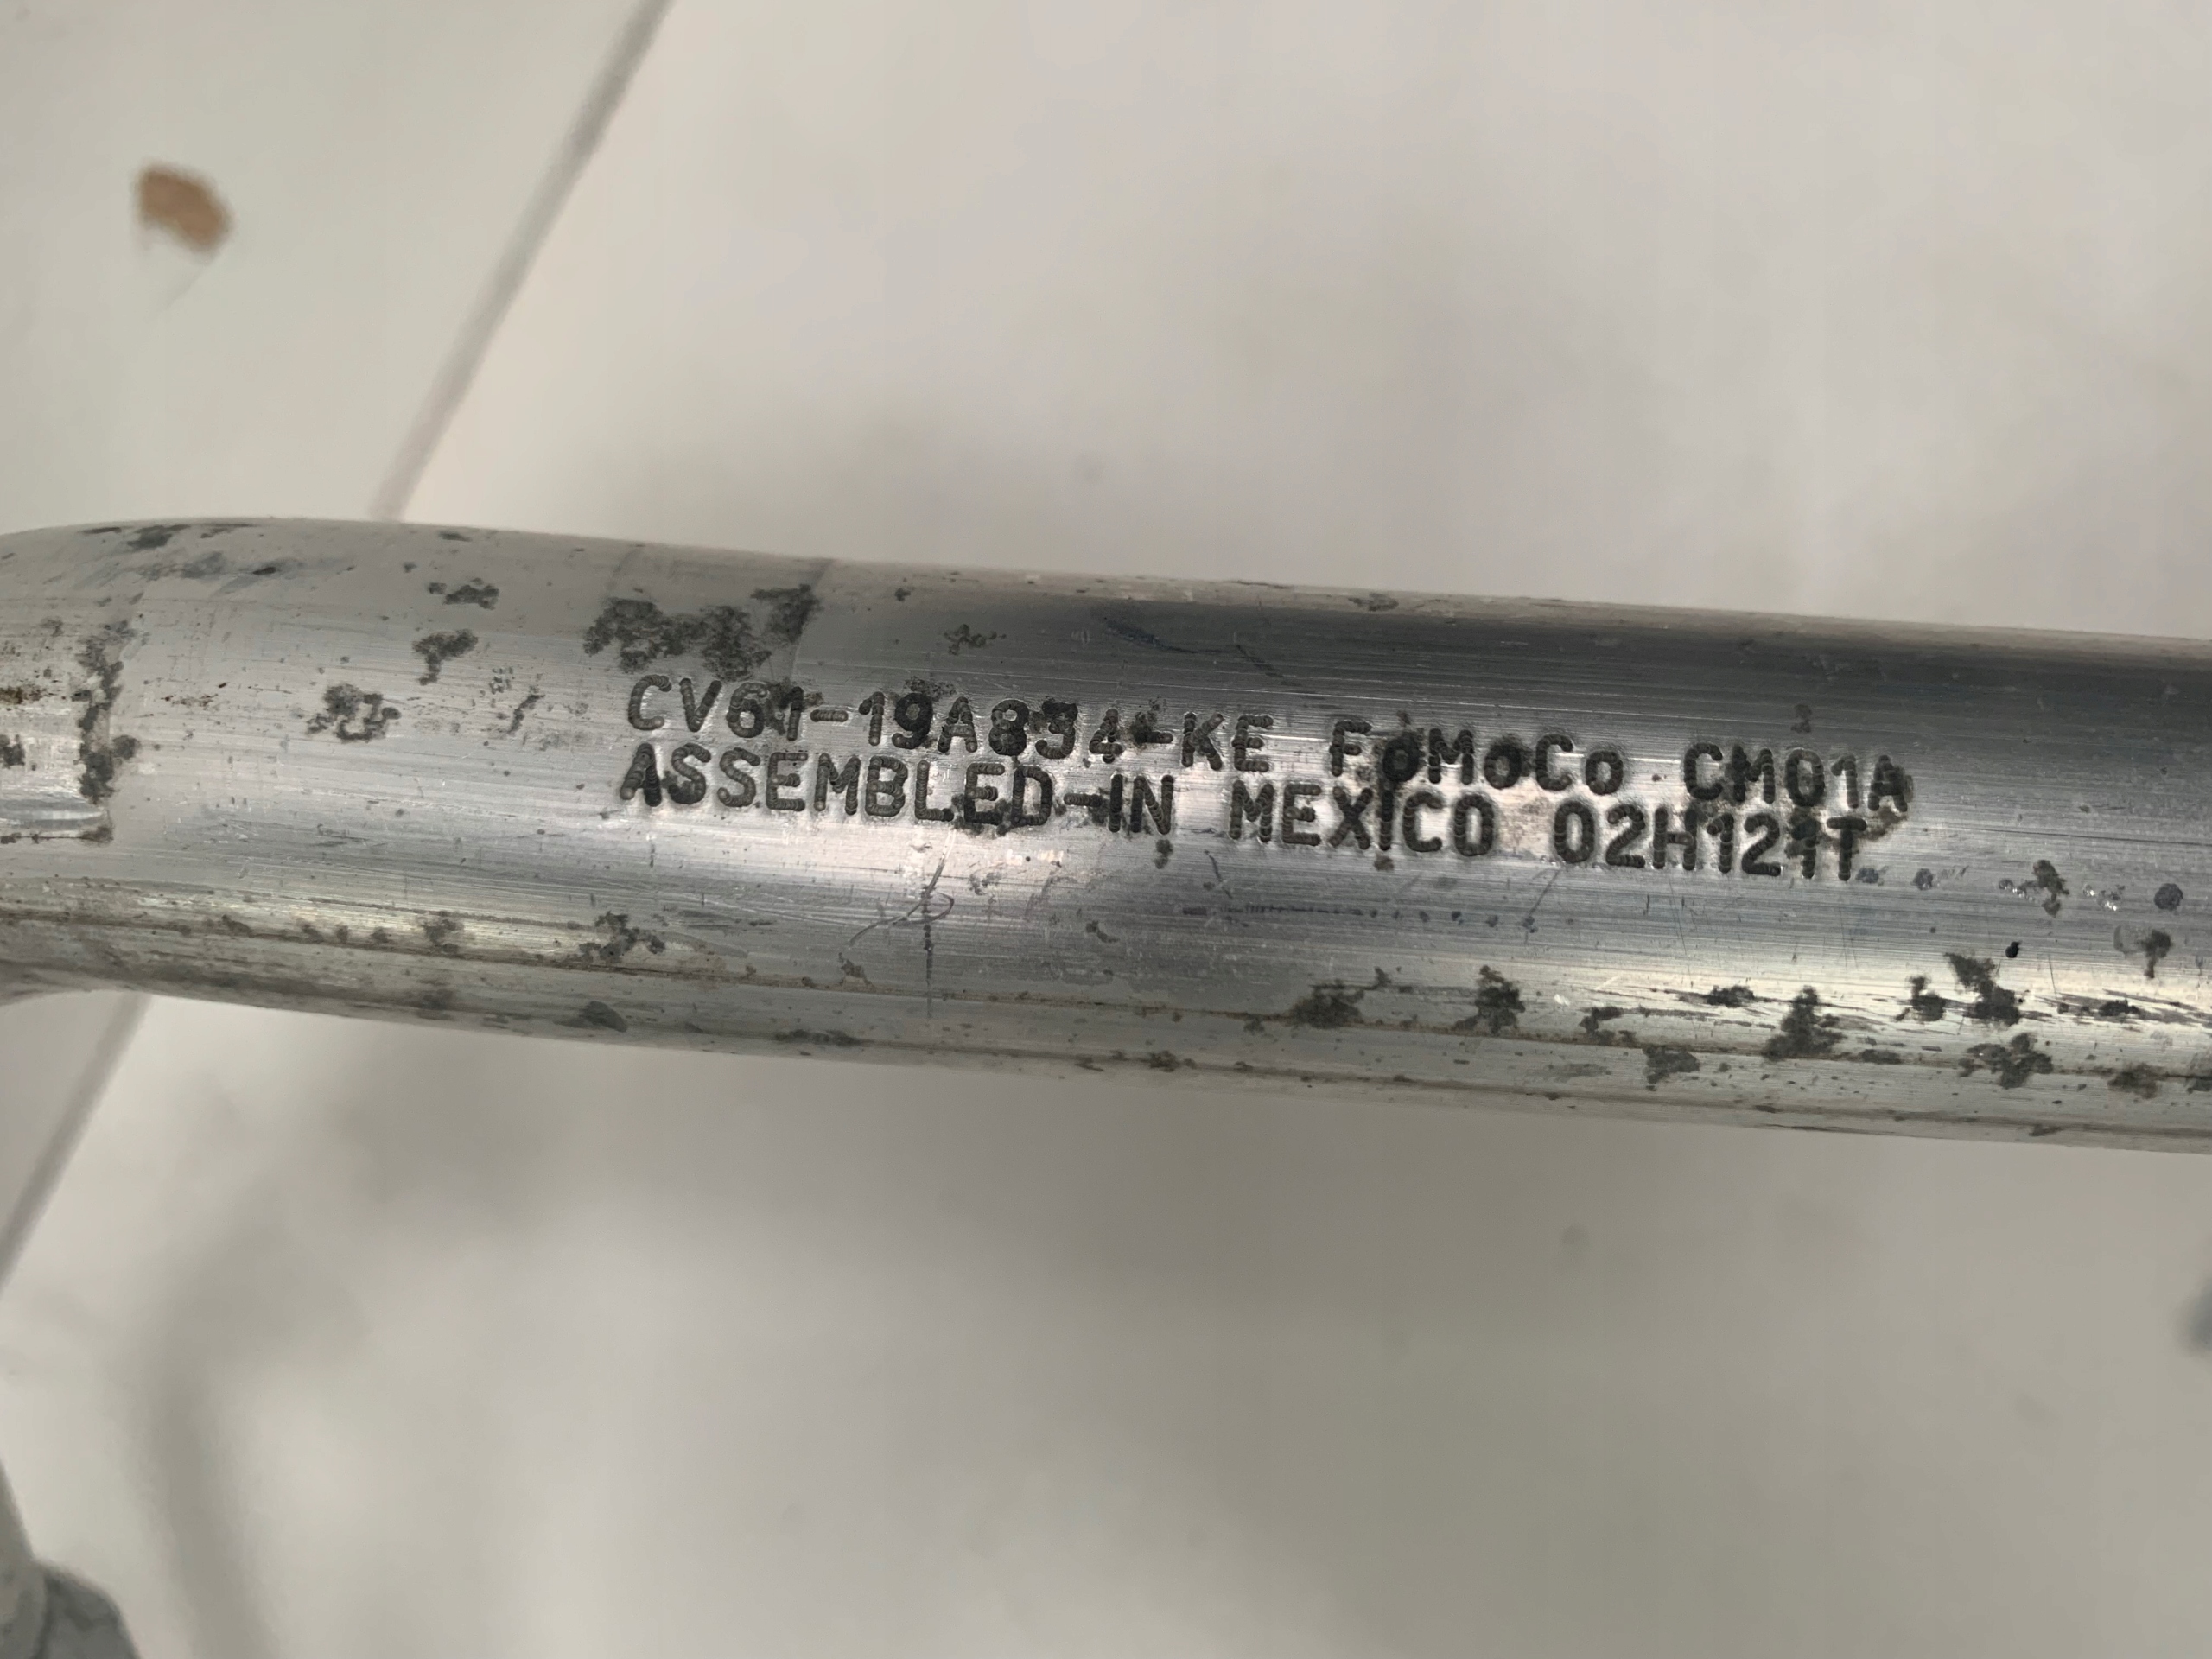 CV61-19A834-KE FoMoCo CM01A
ASSEMBLED-IN MEXICO 02H121T